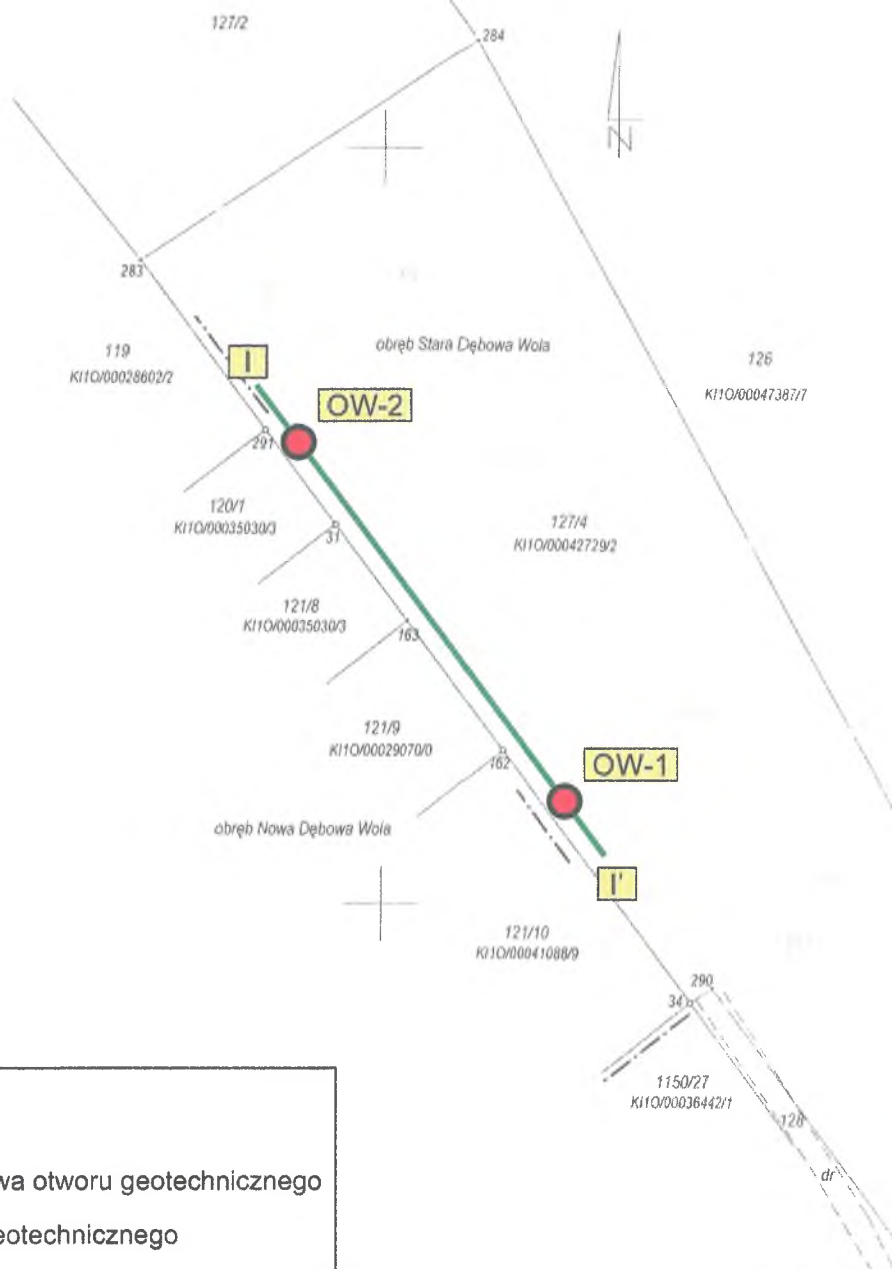 127/2
284
N
283
119
KI1O/00028602/2
I
obręb Stara Dębowa Wola
126
KI1O/00047387/7
OW-2
291
120/1
KI1O/00035030/3
31
127/4
KI1O/00042729/2
121/8
KI1O/00035030/3
163
121/9
KI1O/00029070/0
162
OW-1
obręb Nowa Dębowa Wola
I'
121/10
KI1O/00041088/9
290
34
1150/27
KI1O/00036442/1
128
dr
wa otworu geotechnicznego
eotechnicznego